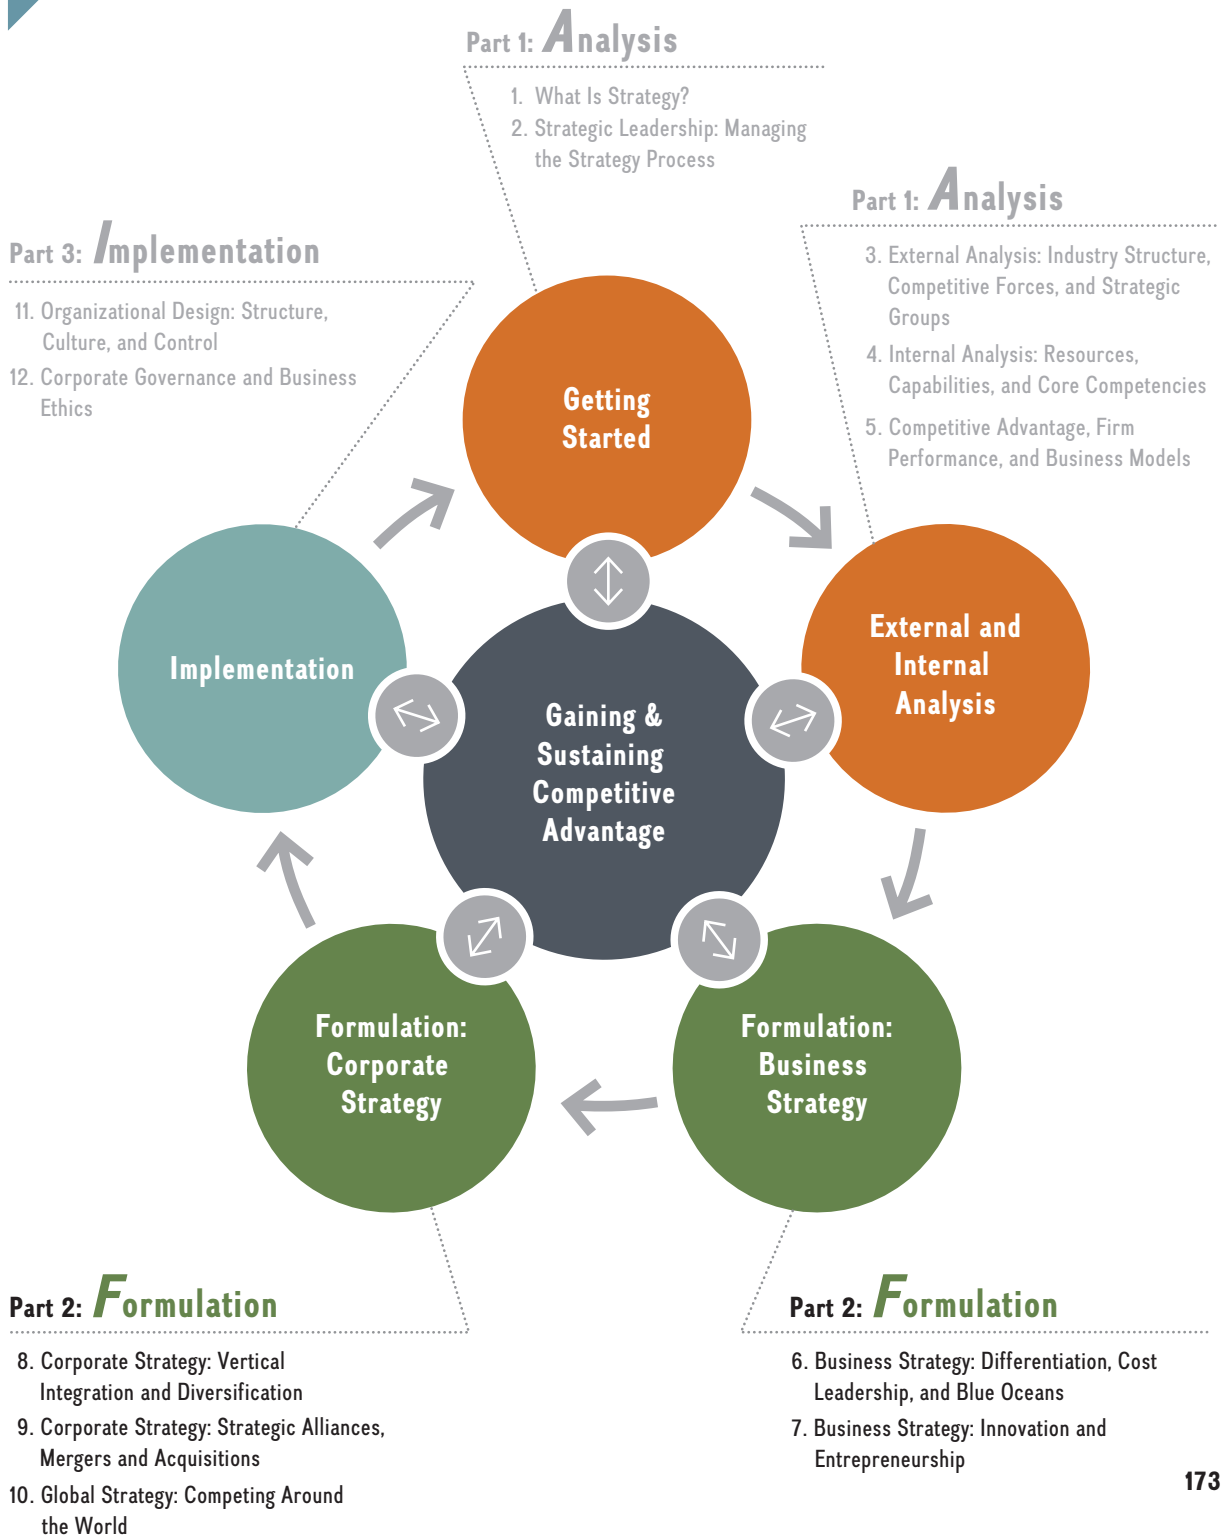 Part 1: Analysis
1. What Is Strategy?
2. Strategic Leadership: Managing
the Strategy Process
Part 1: Analysis
3. External Analysis: Industry Structure,
Competitive Forces, and Strategic
Groups
4. Internal Analysis: Resources,
Capabilities, and Core Competencies
5. Competitive Advantage, Firm
Performance, and Business Models
Part 3: Implementation
11. Organizational Design: Structure,
Culture, and Control
12. Corporate Governance and Business
Ethics
Getting
Started
External and
Internal
Analysis
Implementation
Gaining &
Sustaining
Competitive
Advantage
Formulation:
Corporate
Strategy
Formulation:
Business
Strategy
Part 2: Formulation
8. Corporate Strategy: Vertical
Integration and Diversification
9. Corporate Strategy: Strategic Alliances,
Mergers and Acquisitions
10. Global Strategy: Competing Around
the World
Part 2: Formulation
6. Business Strategy: Differentiation, Cost
Leadership, and Blue Oceans
7. Business Strategy: Innovation and
Entrepreneurship
173